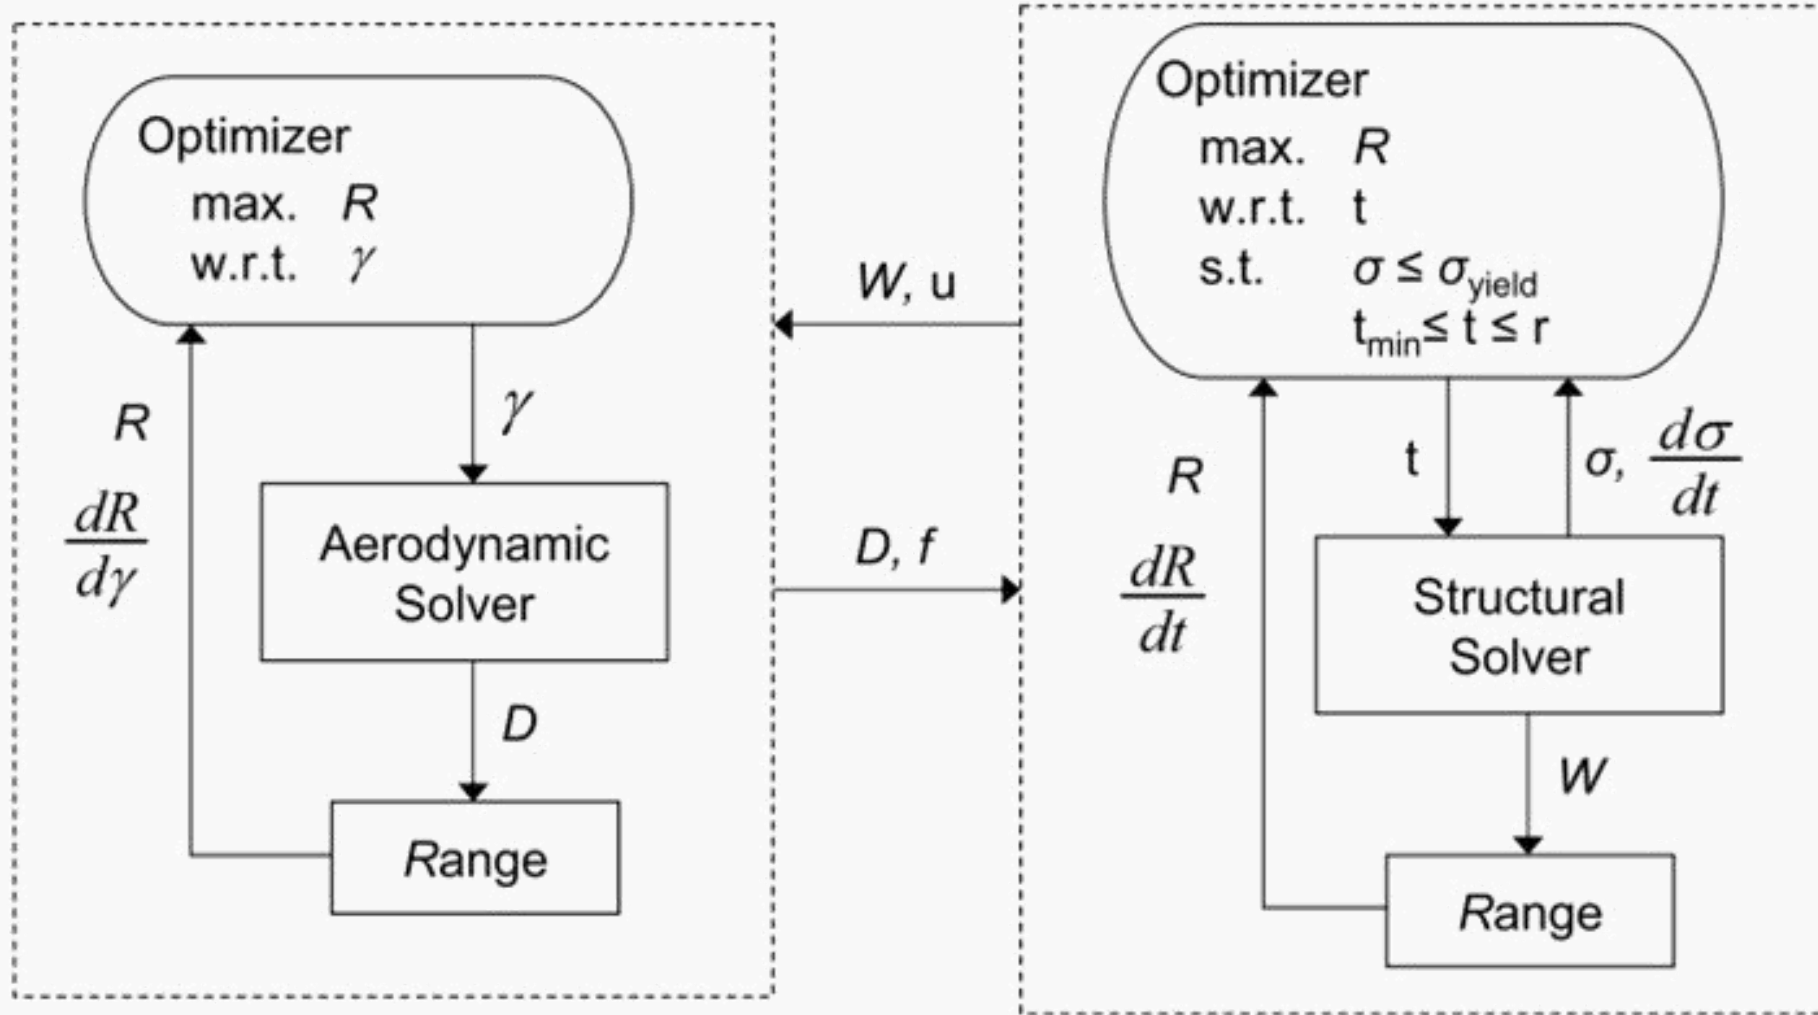 Optimizer
max. R
w.r.t. γ
R
dR
dγ
γ
Aerodynamic
Solver
D
Range
W, u
D, f
Optimizer
max. R
w.r.t. t
s.t. σ ≤ σyield
tmin≤ t ≤ r
R
dR
dt
t
σ, dσ
dt
Structural
Solver
W
Range